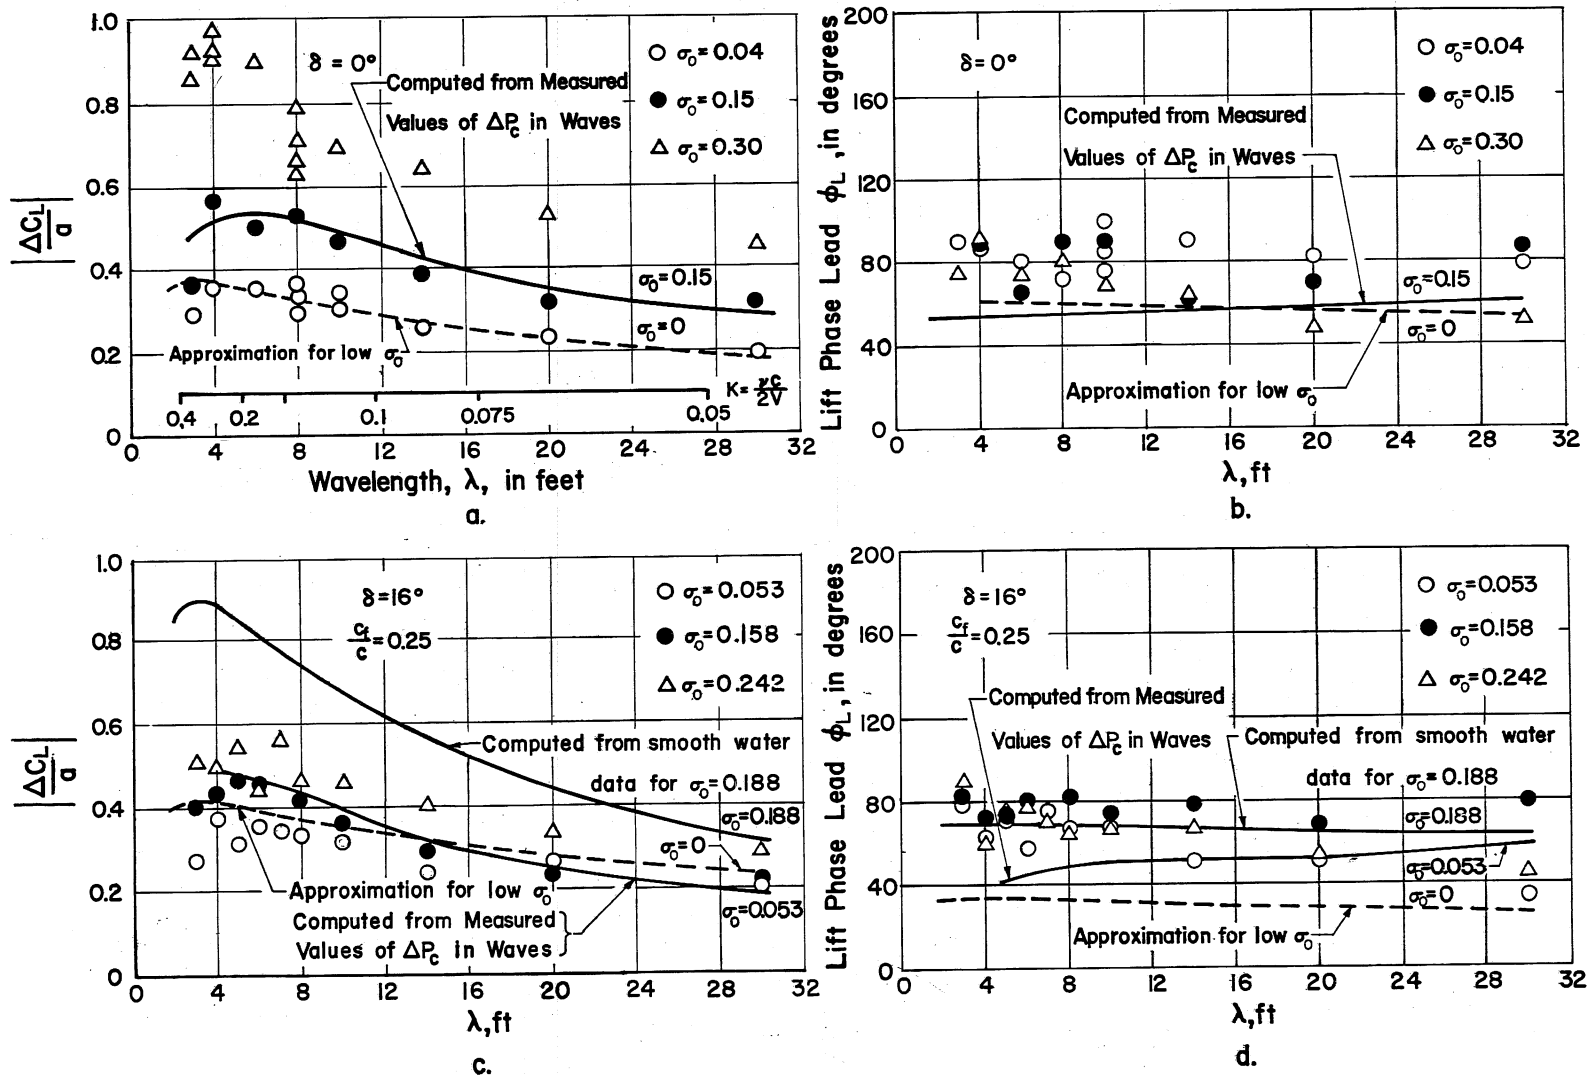 |ΔC_L/a|
1.0
0.8
0.6
0.4
0.2
0
δ = 0°
Computed from Measured
Values of ΔP_c in Waves
○ σ₀=0.04
● σ₀=0.15
△ σ₀=0.30
σ₀=0.15
σ₀=0
Approximation for low σ₀
K=νc/2V
0.4 0.2 0.1 0.075 0.05
0 4 8 12 16 20 24 28 32
Wavelength, λ, in feet
a.
Lift Phase Lead ϕ_L, in degrees
200
160
120
80
40
0
δ=0°
Computed from Measured
Values of ΔP_c in Waves
○ σ₀=0.04
● σ₀=0.15
△ σ₀=0.30
σ₀=0.15
σ₀=0
Approximation for low σ₀
0 4 8 12 16 20 24 28 32
λ,ft
b.
|ΔC_L/a|
1.0
0.8
0.6
0.4
0.2
0
δ=16°
c_f/c=0.25
○ σ₀=0.053
● σ₀=0.158
△ σ₀=0.242
Computed from smooth water
data for σ₀=0.188
σ₀=0.188
σ₀=0
Approximation for low σ₀
Computed from Measured
Values of ΔP_c in Waves
σ₀=0.053
0 4 8 12 16 20 24 28 32
λ,ft
c.
Lift Phase Lead ϕ_L, in degrees
200
160
120
80
40
0
δ=16°
c_f/c=0.25
○ σ₀=0.053
● σ₀=0.158
△ σ₀=0.242
Computed from Measured
Values of ΔP_c in Waves
Computed from smooth water
data for σ₀=0.188
σ₀=0.188
σ₀=0.053
σ₀=0
Approximation for low σ₀
0 4 8 12 16 20 24 28 32
λ,ft
d.